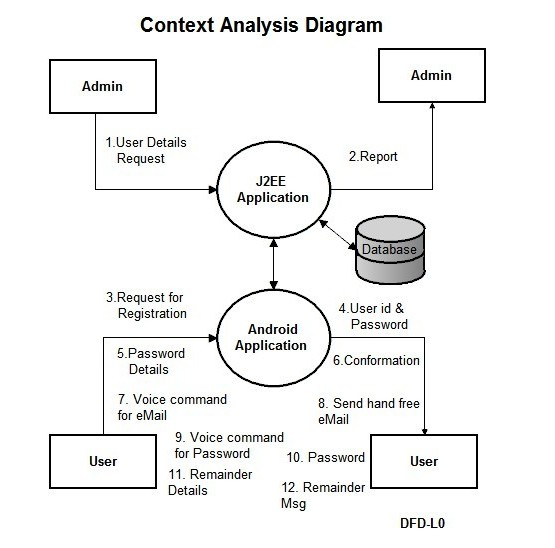 Context Analysis Diagram
Admin
Admin
1.User Details
Request
2.Report
J2EE
Application
Database
3.Request for
Registration
4.User id &
Password
Android
Application
5.Password
Details
6.Conformation
7. Voice command
for eMail
8. Send hand free
eMail
9. Voice command
for Password
User
10. Password
User
11. Remainder
Details
12. Remainder
Msg
DFD-L0